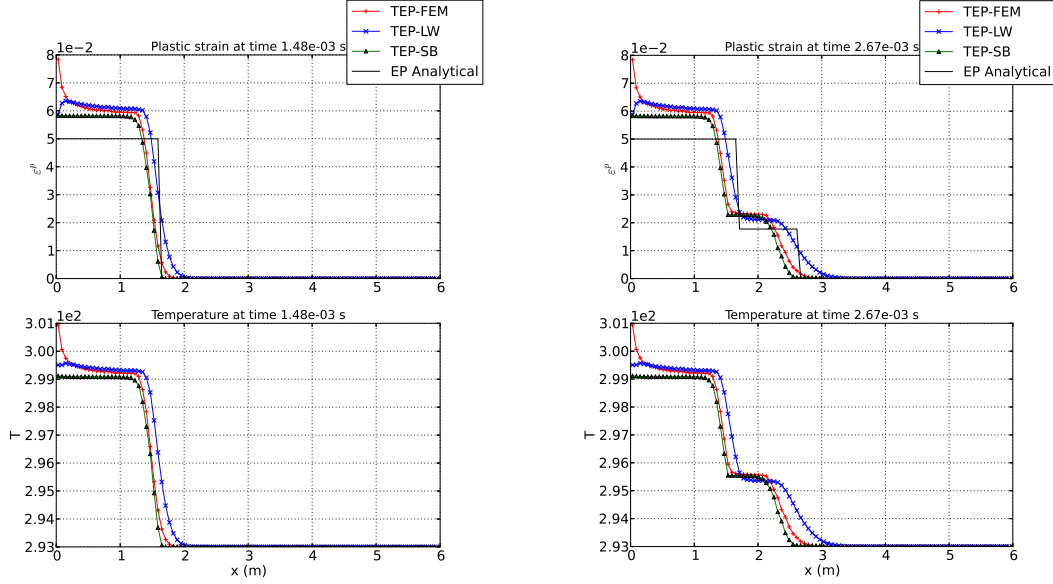 TEP-FEM
TEP-LW
TEP-SB
EP Analytical
Plastic strain at time 1.48e-03 s
8e−2
7
6
5
4
3
2
1
0
εᵖ
0 1 2 3 4 5 6
Temperature at time 1.48e-03 s
3.01 1e2
3.00
2.99
2.98
2.97
2.96
2.95
2.94
2.93
T
0 1 2 3 4 5 6
x (m)
TEP-FEM
TEP-LW
TEP-SB
EP Analytical
Plastic strain at time 2.67e-03 s
8 1e−2
7
6
5
4
3
2
1
0
εᵖ
0 1 2 3 4 5 6
Temperature at time 2.67e-03 s
3.01 1e2
3.00
2.99
2.98
2.97
2.96
2.95
2.94
2.93
T
0 1 2 3 4 5 6
x (m)